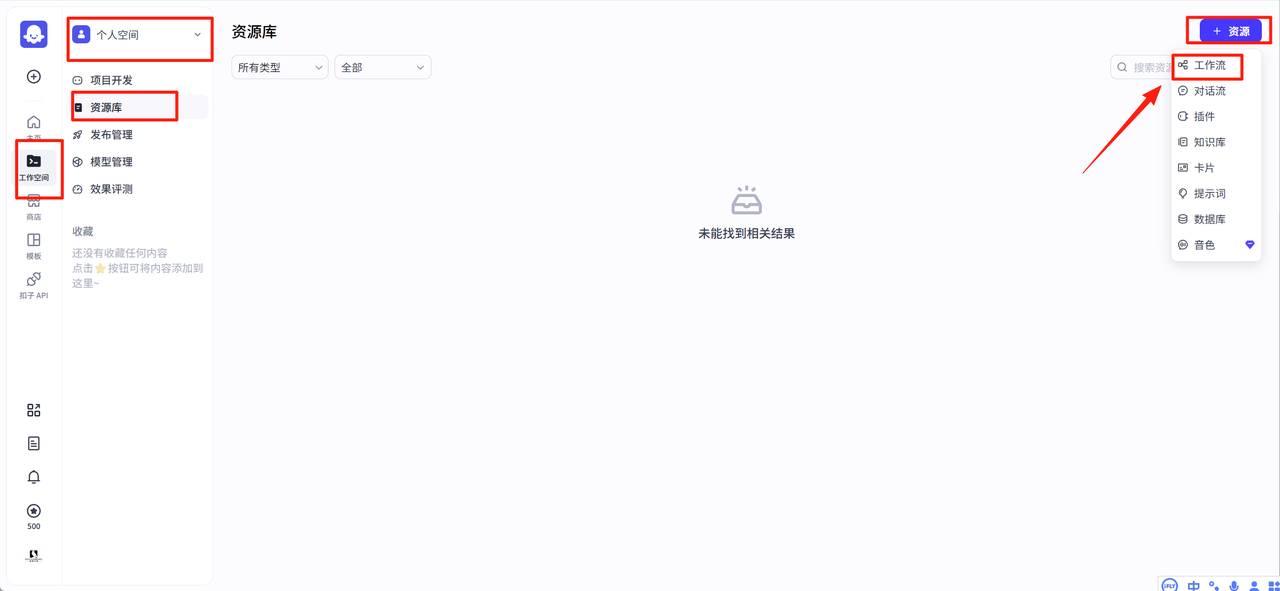 主页
工作空间
商店
模板
扣子 API
500
个人空间
项目开发
资源库
发布管理
模型管理
效果评测
收藏
还没有收藏任何内容
点击⭐按钮可将内容添加到
这里~
资源库
+ 资源
所有类型
全部
搜索资
工作流
对话流
插件
知识库
卡片
提示词
数据库
音色
未能找到相关结果
iFLY
中